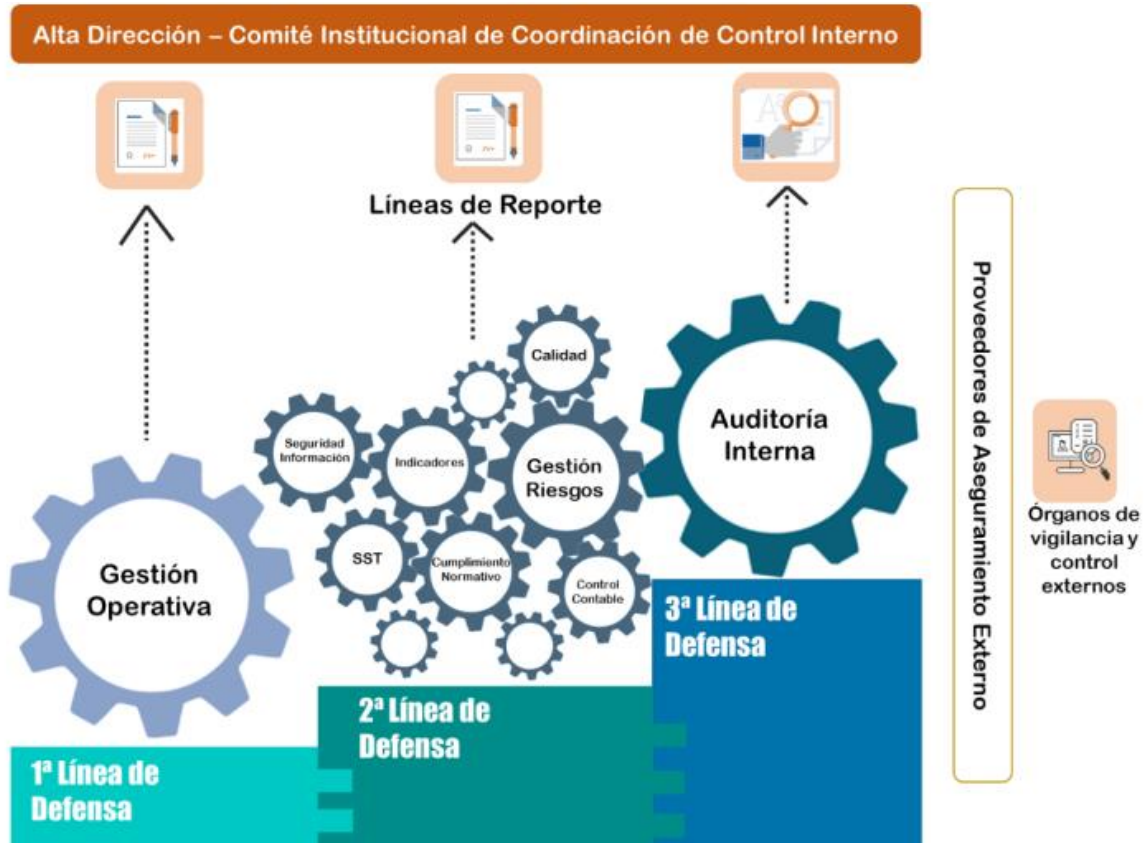 Alta Dirección – Comité Institucional de Coordinación de Control Interno
Líneas de Reporte
Calidad
Seguridad
Información
Indicadores
Gestión
Riesgos
Auditoría
Interna
SST
Cumplimiento
Normativo
Control
Contable
Gestión
Operativa
1ª Línea de
Defensa
2ª Línea de
Defensa
3ª Línea de
Defensa
Proveedores de Aseguramiento Externo
Órganos de
vigilancia y
control
externos